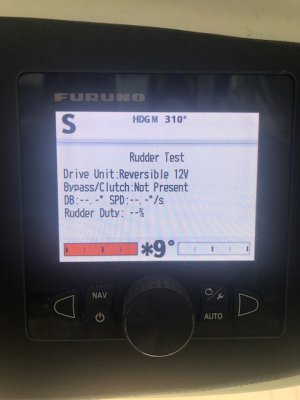 FURUNO
S HDG M 310°
Rudder Test
Drive Unit:Reversible 12V
Bypass/Clutch:Not Present
DB:--.-° SPD:--.-°/s
Rudder Duty: --%
*9°
NAV
AUTO